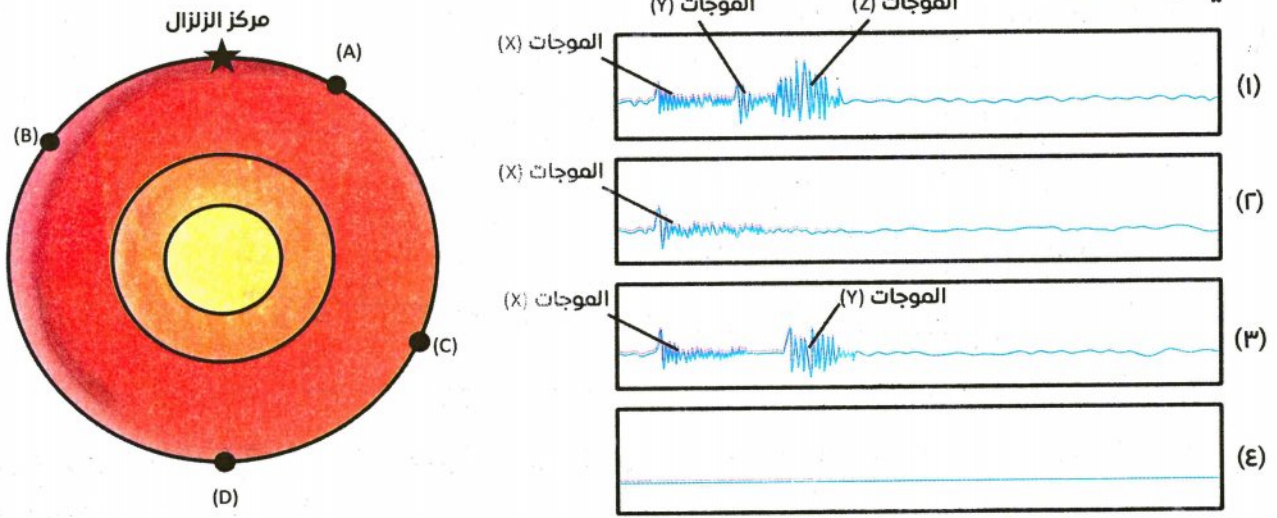 مركز الزلزال
(A)
(B)
(C)
(D)
الموجات (Y)
الموجات (Z)
الموجات (X)
(١)
الموجات (X)
(٢)
الموجات (X)
الموجات (Y)
(٣)
(٤)